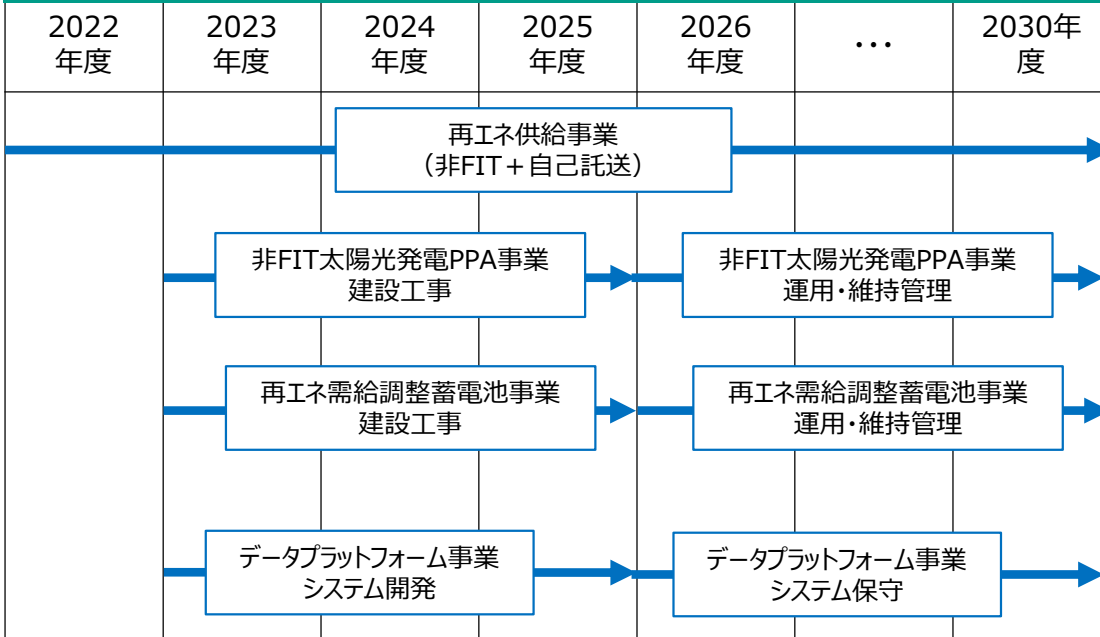 2022
年度
2023
年度
2024
年度
2025
年度
2026
年度
…
2030年
度
再エネ供給事業
（非FIT＋自己託送）
非FIT太陽光発電PPA事業
建設工事
非FIT太陽光発電PPA事業
運用・維持管理
再エネ需給調整蓄電池事業
建設工事
再エネ需給調整蓄電池事業
運用・維持管理
データプラットフォーム事業
システム開発
データプラットフォーム事業
システム保守